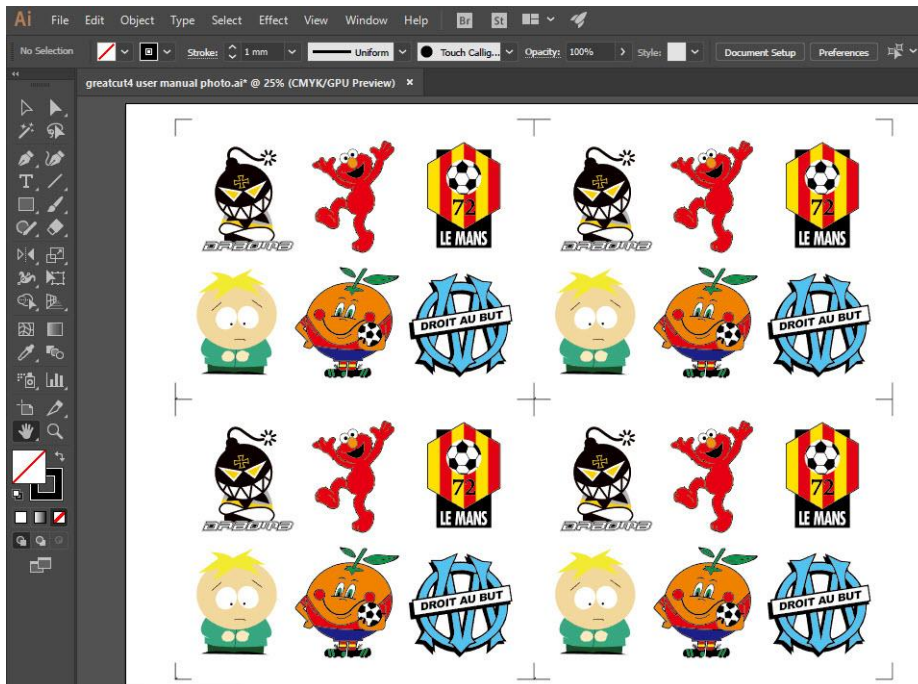 Ai File Edit Object Type Select Effect View Window Help Br St
No Selection Stroke: 1 mm Uniform Touch Callig... Opacity: 100% Style: Document Setup Preferences
greatcut4 user manual photo.ai* @ 25% (CMYK/GPU Preview) ×
72 72
LE MANS LE MANS
DROIT AU BUT DROIT AU BUT
72 72
LE MANS LE MANS
DROIT AU BUT DROIT AU BUT